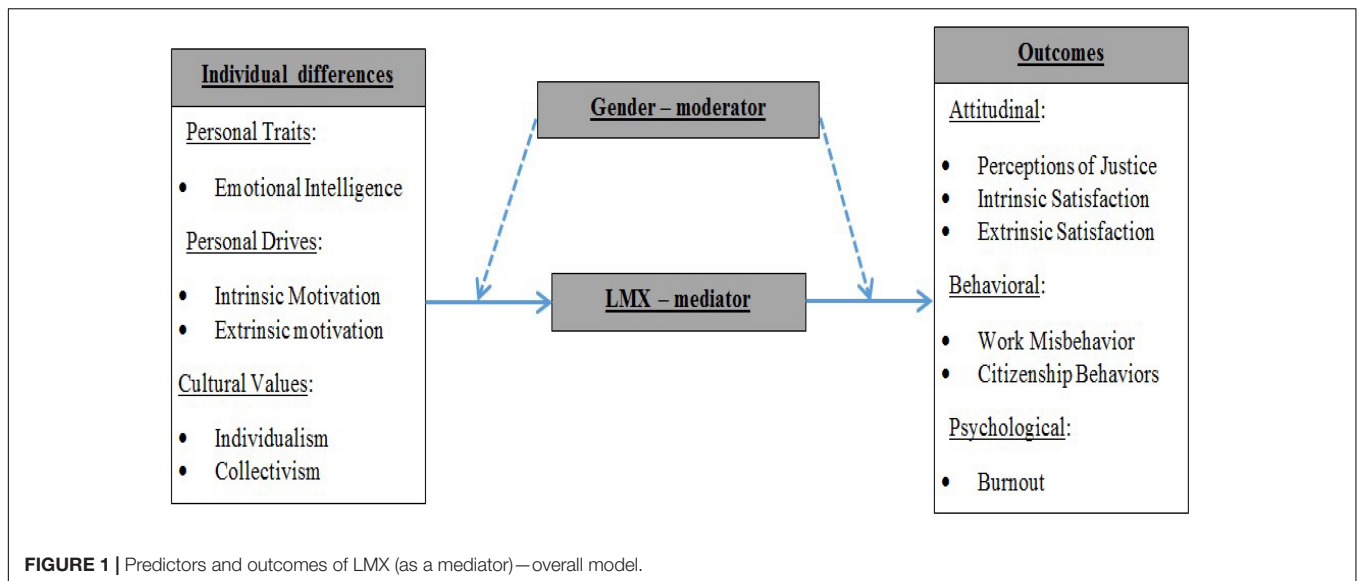 Individual differences
Personal Traits:
• Emotional Intelligence
Personal Drives:
• Intrinsic Motivation
• Extrinsic motivation
Cultural Values:
• Individualism
• Collectivism
Gender – moderator
LMX – mediator
Outcomes
Attitudinal:
• Perceptions of Justice
• Intrinsic Satisfaction
• Extrinsic Satisfaction
Behavioral:
• Work Misbehavior
• Citizenship Behaviors
Psychological:
• Burnout
FIGURE 1 | Predictors and outcomes of LMX (as a mediator)—overall model.